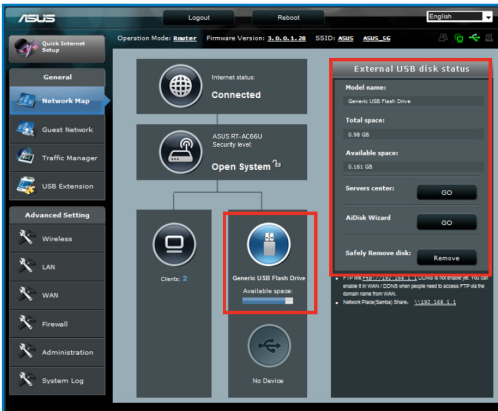 ASUS
Logout
Reboot
English
Quick Internet
Setup
Operation Mode: Router Firmware Version: 3.0.0.1.28 SSID: ASUS ASUS_5G
General
Network Map
Guest Network
Traffic Manager
USB Extension
Advanced Setting
Wireless
LAN
WAN
Firewall
Administration
System Log
Internet status:
Connected
ASUS RT-AC66U
Security level:
Open System
Clients: 2
Generic USB Flash Drive
Available space:
No Device
External USB disk status
Model name:
Generic USB Flash Drive
Total space:
0.98 GB
Available space:
0.161 GB
Servers center:
GO
AiDisk Wizard
GO
Safely Remove disk:
Remove
192.168.1.1 DDNS is not enable yet. You can
enable it in WAN / DDNS when people need to access FTP via the
domain name from WAN.
Network Place(Samba) Share: \\192.168.1.1